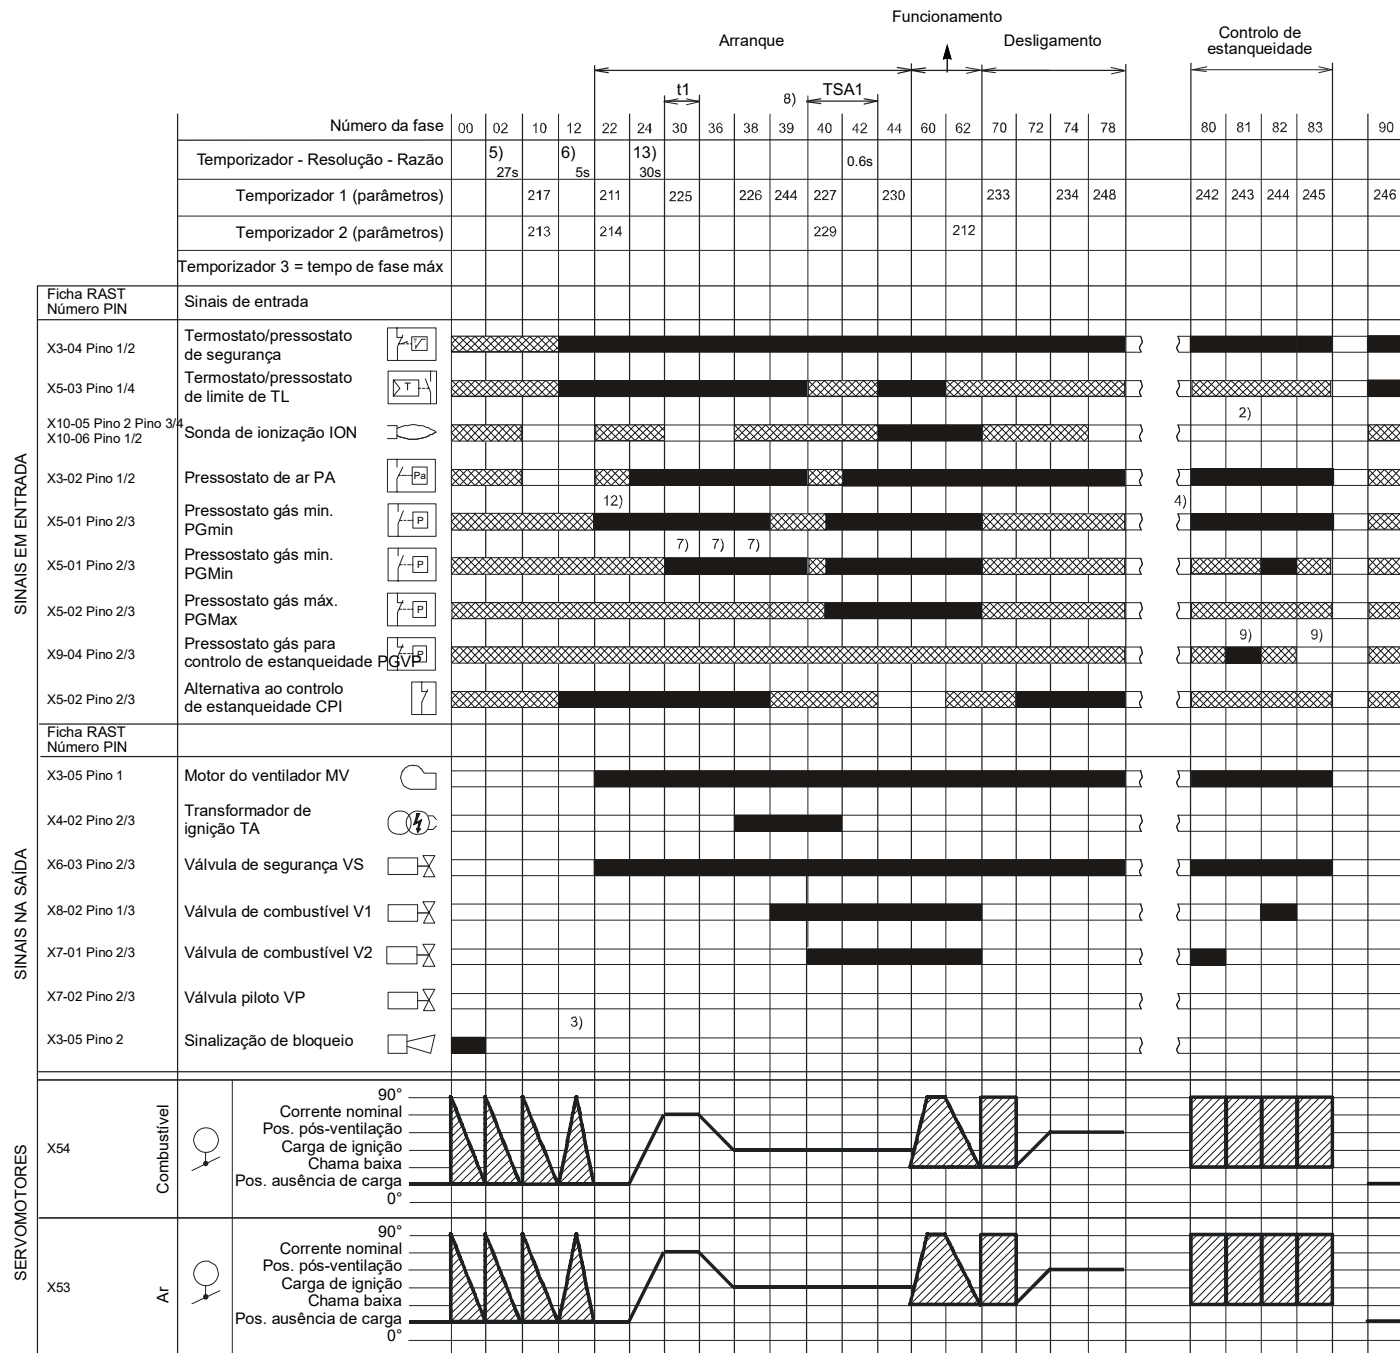 Funcionamento
Arranque
Desligamento
Controlo de
estanqueidade
t1
8)
TSA1
Número da fase 00 02 10 12 22 24 30 36 38 39 40 42 44 60 62 70 72 74 78 80 81 82 83 90
Temporizador - Resolução - Razão 5) 27s 6) 5s 13) 30s 0.6s
Temporizador 1 (parâmetros) 217 211 225 226 244 227 230 233 234 248 242 243 244 245 246
Temporizador 2 (parâmetros) 213 214 229 212
Temporizador 3 = tempo de fase máx
SINAIS EM ENTRADA
Ficha RAST
Número PIN
Sinais de entrada
X3-04 Pino 1/2
Termostato/pressostato
de segurança
X5-03 Pino 1/4
Termostato/pressostato
de limite de TL
T
X10-05 Pino 2 Pino 3/4
X10-06 Pino 1/2
Sonda de ionização ION
2)
X3-02 Pino 1/2
Pressostato de ar PA
Pa
12)
4)
X5-01 Pino 2/3
Pressostato gás min.
PGmin
P
7) 7) 7)
X5-01 Pino 2/3
Pressostato gás min.
PGMin
P
X5-02 Pino 2/3
Pressostato gás máx.
PGMax
P
9) 9)
X9-04 Pino 2/3
Pressostato gás para
controlo de estanqueidade PGVP
P
X5-02 Pino 2/3
Alternativa ao controlo
de estanqueidade CPI
SINAIS NA SAÍDA
Ficha RAST
Número PIN
X3-05 Pino 1
Motor do ventilador MV
X4-02 Pino 2/3
Transformador de
ignição TA
X6-03 Pino 2/3
Válvula de segurança VS
X8-02 Pino 1/3
Válvula de combustível V1
X7-01 Pino 2/3
Válvula de combustível V2
X7-02 Pino 2/3
Válvula piloto VP
3)
X3-05 Pino 2
Sinalização de bloqueio
SERVOMOTORES
X54
Combustível
90°
Corrente nominal
Pos. pós-ventilação
Carga de ignição
Chama baixa
Pos. ausência de carga
0°
X53
Ar
90°
Corrente nominal
Pos. pós-ventilação
Carga de ignição
Chama baixa
Pos. ausência de carga
0°